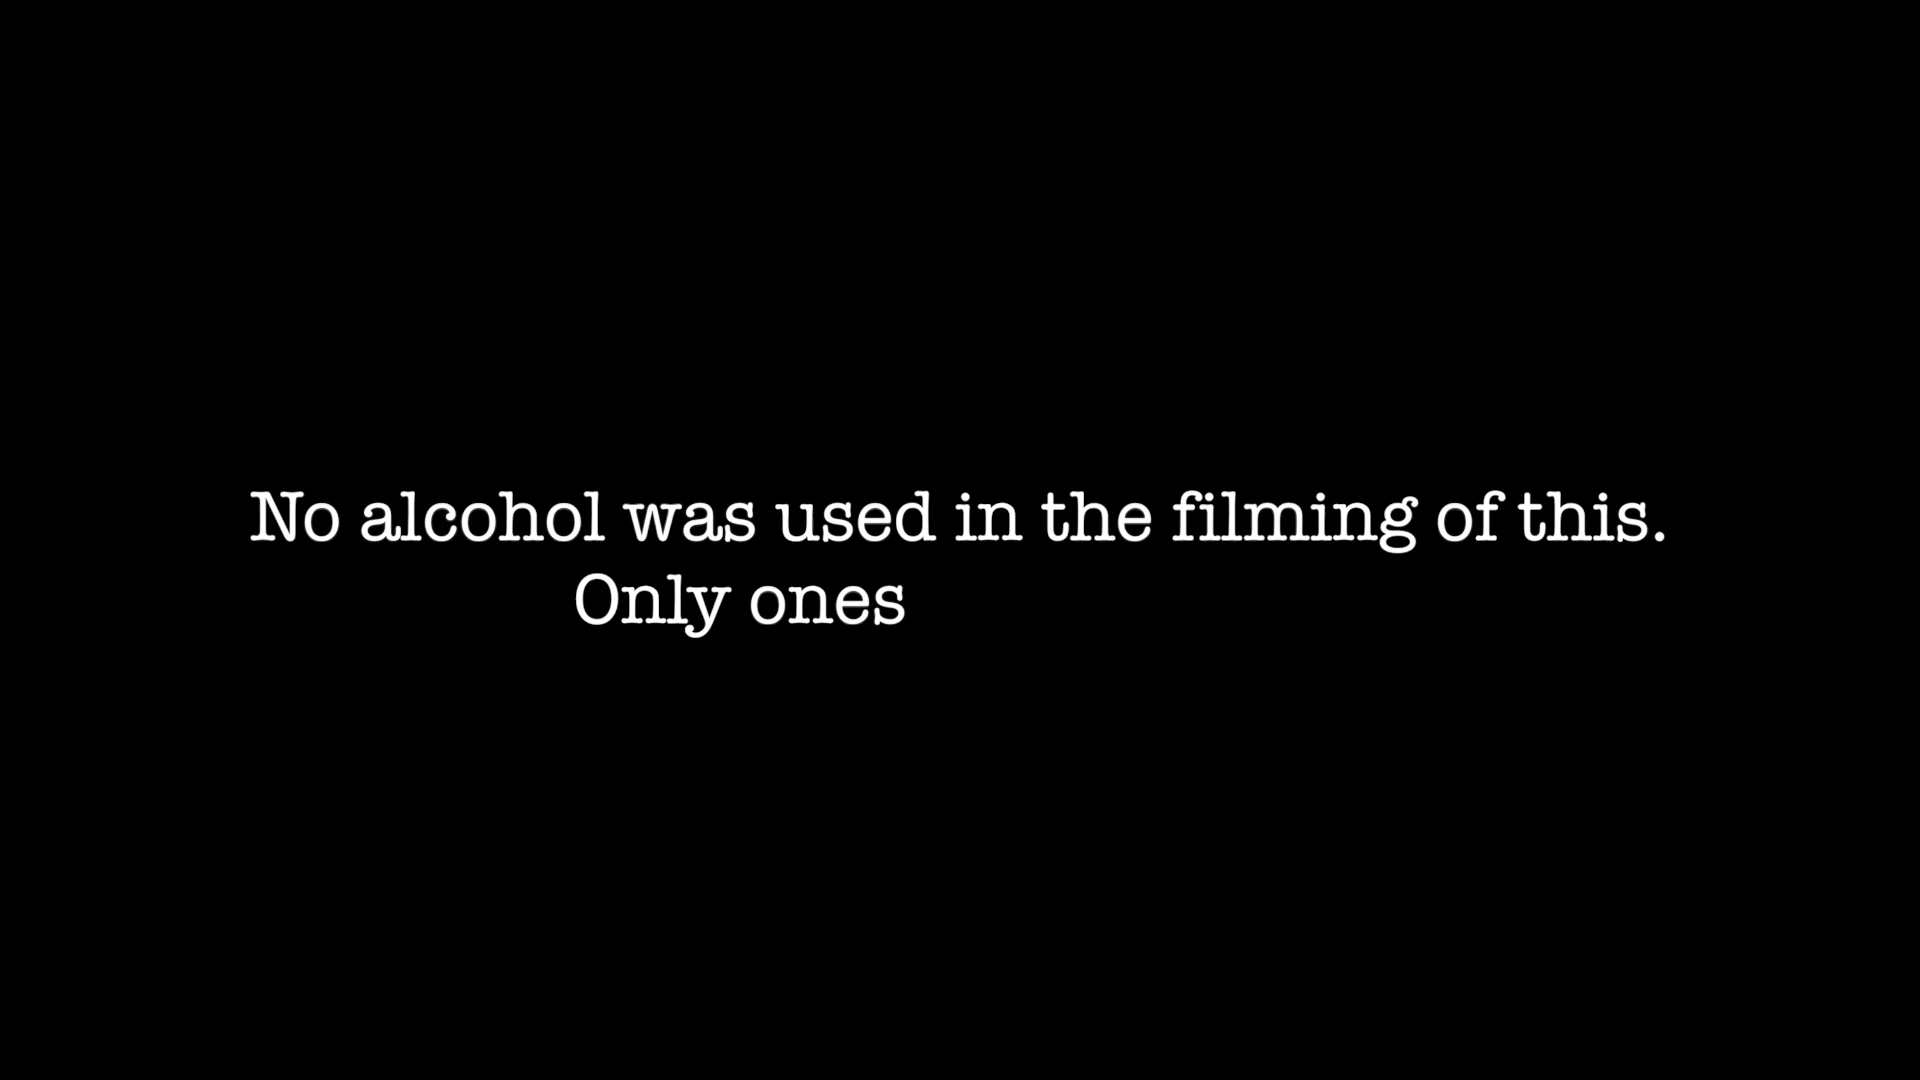 No alcohol was used in the filming of this.
Only ones